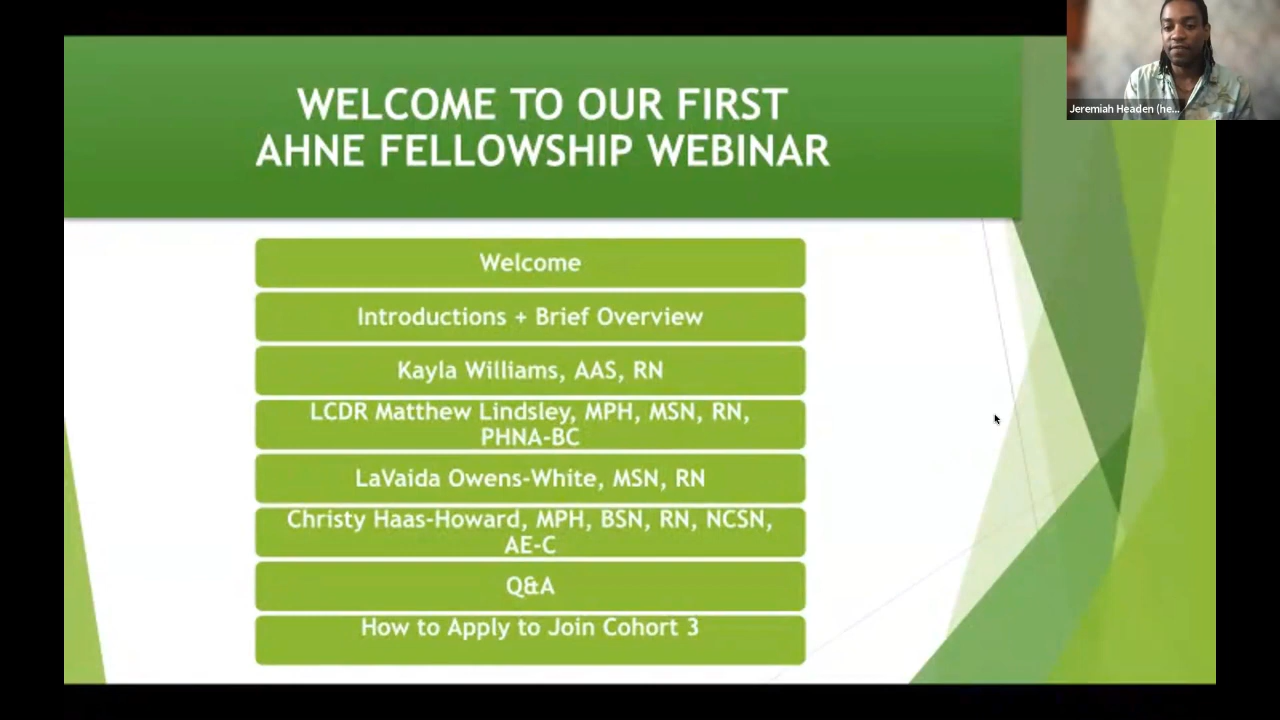 WELCOME TO OUR FIRST
AHNE FELLOWSHIP WEBINAR
Jeremiah Headen (he...
Welcome
Introductions + Brief Overview
Kayla Williams, AAS, RN
LCDR Matthew Lindsley, MPH, MSN, RN,
PHNA-BC
LaVaida Owens-White, MSN, RN
Christy Haas-Howard, MPH, BSN, RN, NCSN,
AE-C
Q&A
How to Apply to Join Cohort 3